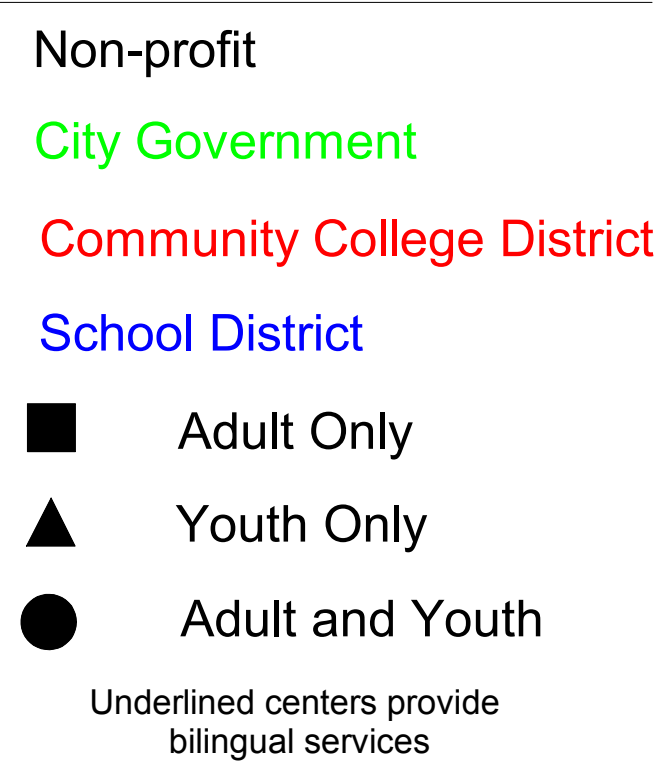 Non-profit
City Government
Community College District
School District
Adult Only
Youth Only
Adult and Youth
Underlined centers provide
bilingual services